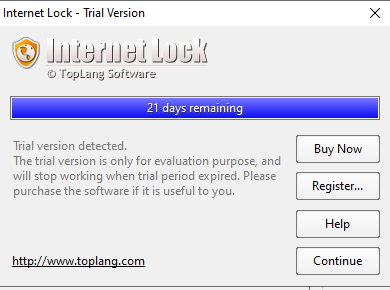 Internet Lock - Trial Version
Internet Lock
© TopLang Software
21 days remaining
Trial version detected.
The trial version is only for evaluation purpose, and
will stop working when trial period expired. Please
purchase the software if it is useful to you.
Buy Now
Register...
Help
Continue
http://www.toplang.com